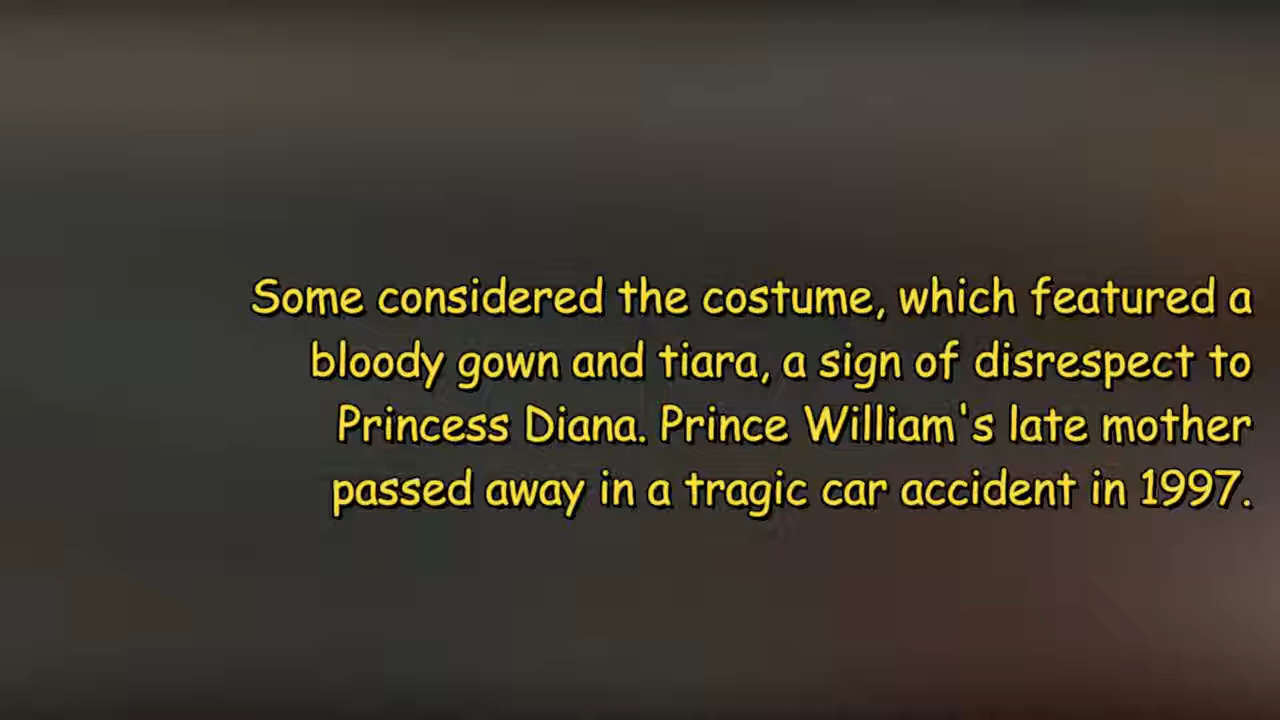 Some considered the costume, which featured a
bloody gown and tiara, a sign of disrespect to
Princess Diana. Prince William's late mother
passed away in a tragic car accident in 1997.